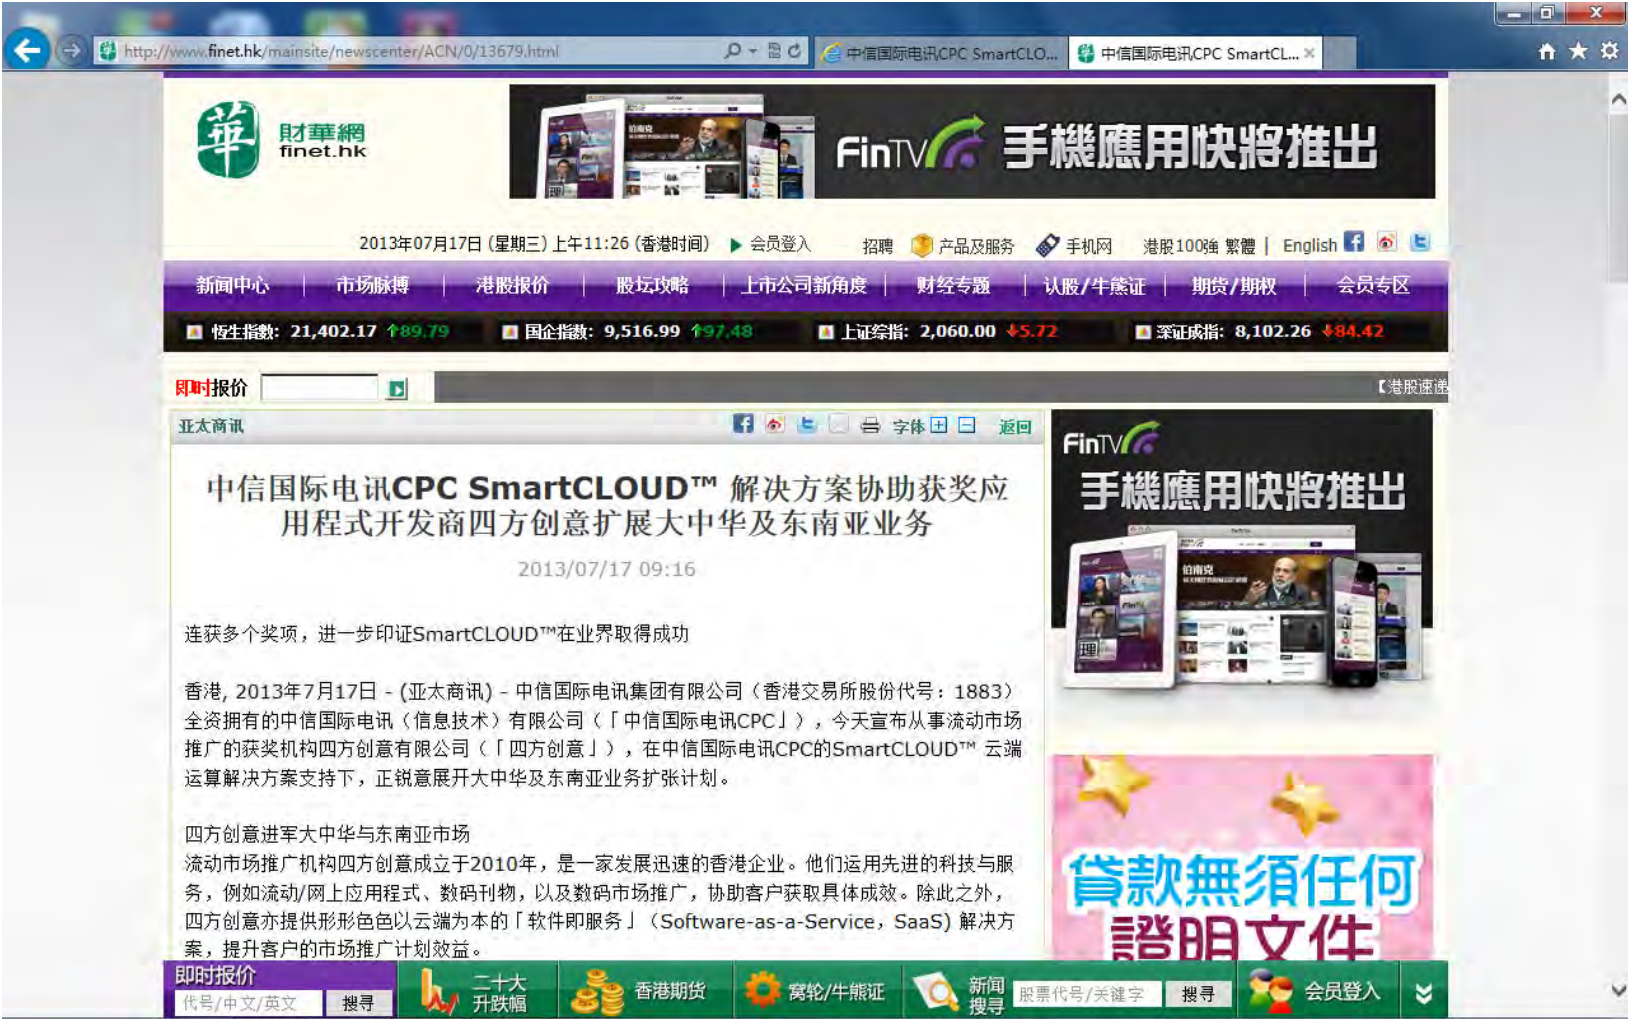 http://www.finet.hk/mainsite/newscenter/ACN/0/13679.html
中信国际电讯CPC SmartCLO...
中信国际电讯CPC SmartCL...
財華網
finet.hk
FinTV 手機應用快將推出
2013年07月17日 (星期三) 上午11:26 (香港时间) 会员登入 招聘 产品及服务 手机网 港股100強 繁體 | English
新闻中心 市场脉搏 港股报价 股坛攻略 上市公司新角度 财经专题 认股/牛熊证 期货/期权 会员专区
恆生指數: 21,402.17 89.79 国企指数: 9,516.99 97.48 上证综指: 2,060.00 5.72 深证成指: 8,102.26 84.42
即时报价
【港股速递
亚太商讯 字体 返回
中信国际电讯CPC SmartCLOUD™ 解决方案协助获奖应
用程式开发商四方创意扩展大中华及东南亚业务
2013/07/17 09:16
连获多个奖项，进一步印证SmartCLOUD™在业界取得成功
香港, 2013年7月17日 - (亚太商讯) - 中信国际电讯集团有限公司（香港交易所股份代号：1883）
全资拥有的中信国际电讯（信息技术）有限公司（「中信国际电讯CPC」），今天宣布从事流动市场
推广的获奖机构四方创意有限公司（「四方创意」），在中信国际电讯CPC的SmartCLOUD™ 云端
运算解决方案支持下，正锐意展开大中华及东南亚业务扩张计划。
四方创意进军大中华与东南亚市场
流动市场推广机构四方创意成立于2010年，是一家发展迅速的香港企业。他们运用先进的科技与服
务，例如流动/网上应用程式、数码刊物，以及数码市场推广，协助客户获取具体成效。除此之外，
四方创意亦提供形形色色以云端为本的「软件即服务」（Software-as-a-Service，SaaS) 解决方
案，提升客户的市场推广计划效益。
FinTV
手機應用快將推出
伯南克
貸款無須任何
證明文件
即时报价
代号/中文/英文 搜寻
二十大
升跌幅
香港期货
窝轮/牛熊证
新闻
搜寻
股票代号/关键字 搜寻
会员登入